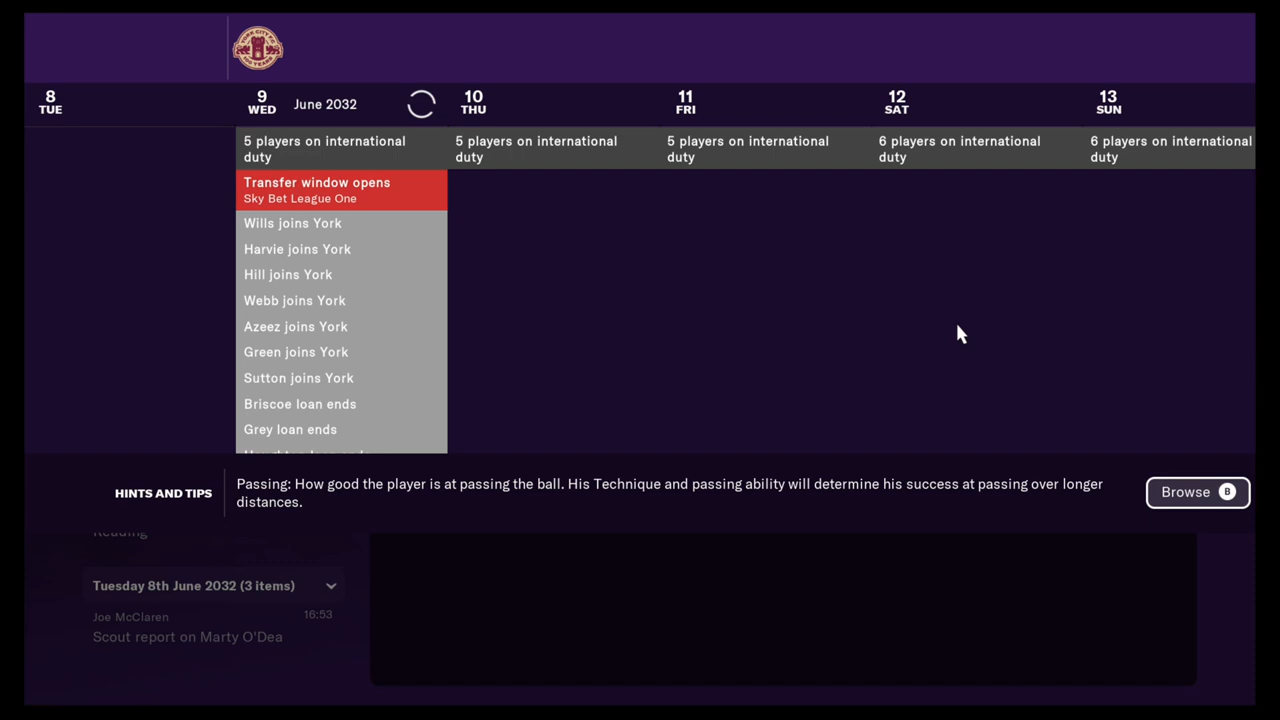 8
TUE
9
WED
June 2032
10
THU
11
FRI
12
SAT
13
SUN
5 players on international
duty
5 players on international
duty
5 players on international
duty
6 players on international
duty
6 players on international
duty
Transfer window opens
Sky Bet League One
Wills joins York
Harvie joins York
Hill joins York
Webb joins York
Azeez joins York
Green joins York
Sutton joins York
Briscoe loan ends
Grey loan ends
HINTS AND TIPS
Passing: How good the player is at passing the ball. His Technique and passing ability will determine his success at passing over longer
distances.
Browse B
Reading
Tuesday 8th June 2032 (3 items)
Joe McClaren
16:53
Scout report on Marty O'Dea